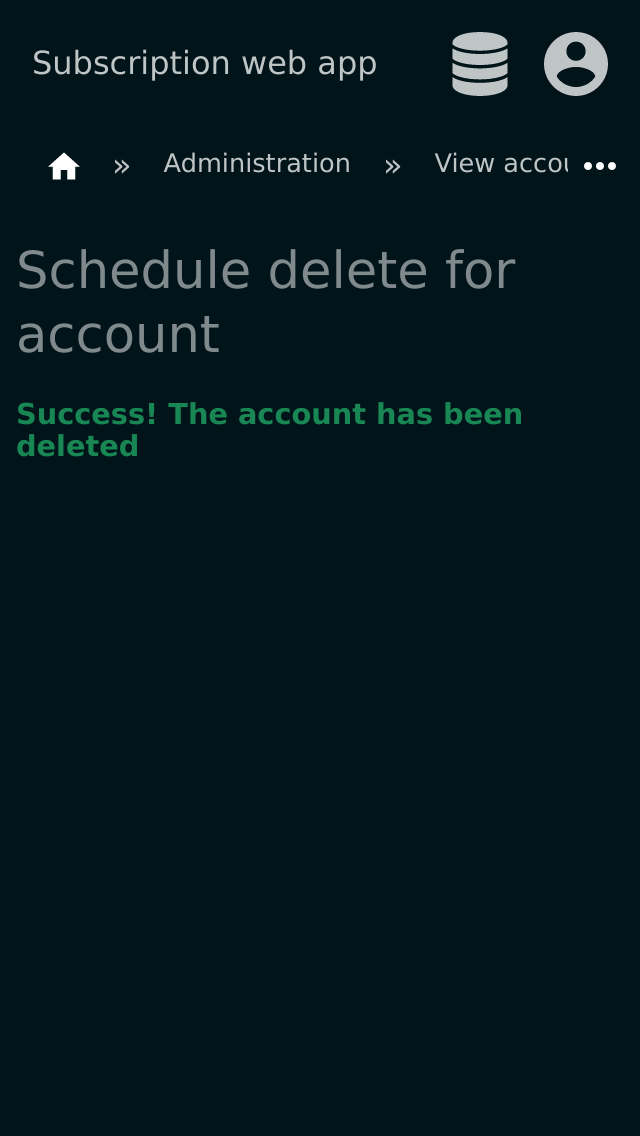 Subscription web app
» Administration » View accou
Schedule delete for
account
Success! The account has been
deleted